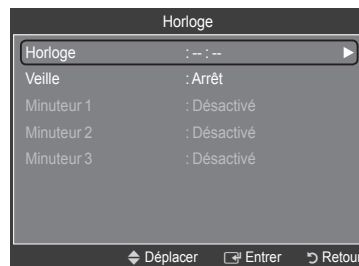 Horloge
Horloge : -- : --
Veille : Arrêt
Minuteur 1 : Désactivé
Minuteur 2 : Désactivé
Minuteur 3 : Désactivé
Déplacer Entrer Retour